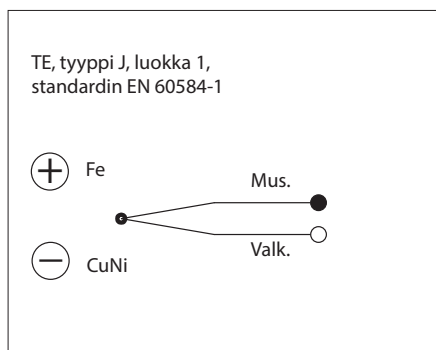 TE, tyyppi J, luokka 1,
standardin EN 60584-1
+ Fe
Mus.
c
Valk.
− CuNi